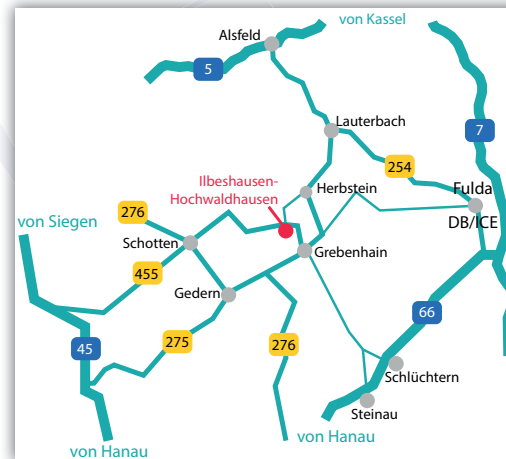 von Kassel
Alsfeld
5
Lauterbach
7
254
Ilbeshausen-
Hochwaldhausen
Herbstein
Fulda
DB/ICE
276
von Siegen
Schotten
Grebenhain
455
Gedern
66
45
275
276
Schlüchtern
Steinau
von Hanau
von Hanau